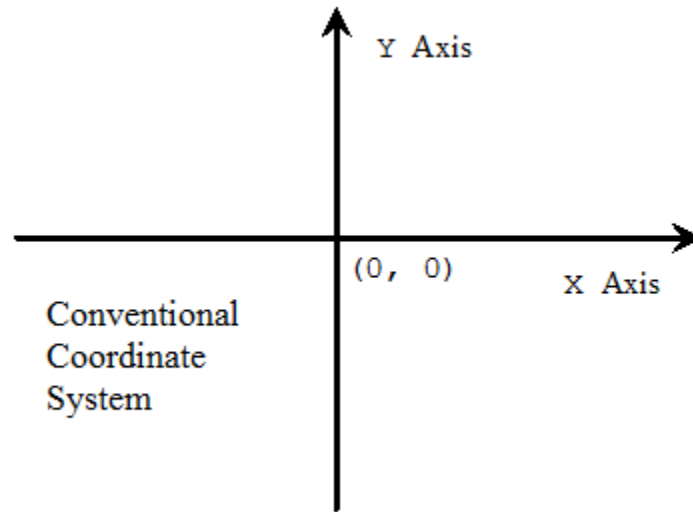 Y Axis
(0, 0)
X Axis
Conventional
Coordinate
System